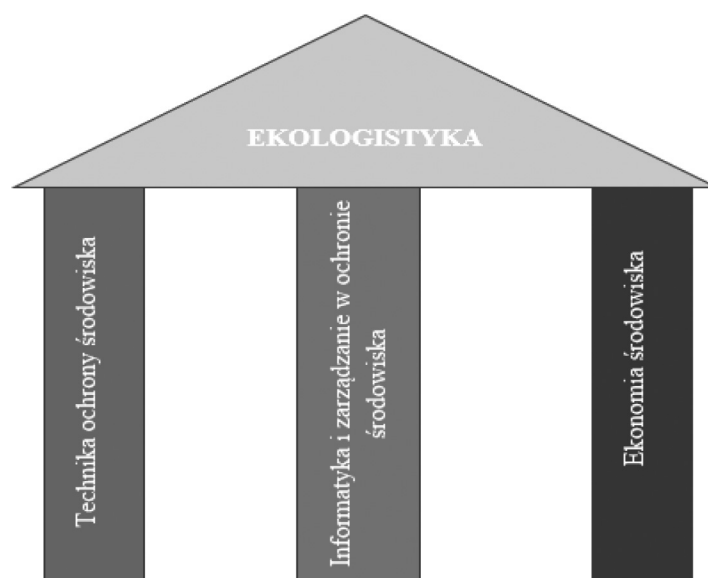 EKOLOGISTYKA
Technika ochrony środowiska
Informatyka i zarządzanie w ochronie
środowiska
Ekonomia środowiska